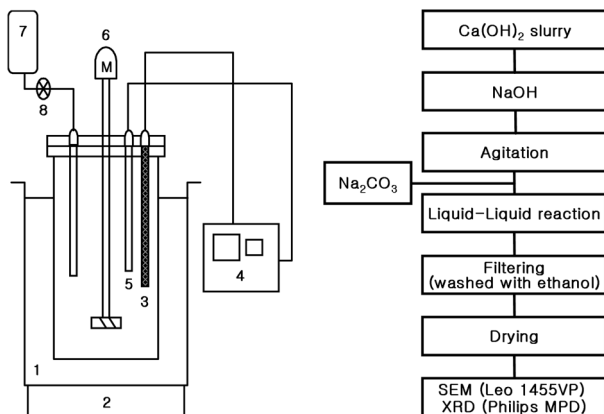 7
6
M
8
5
3
4
1
2
Ca(OH)₂ slurry
NaOH
Agitation
Na₂CO₃
Liquid-Liquid reaction
Filtering
(washed with ethanol)
Drying
SEM (Leo 1455VP)
XRD (Philips MPD)